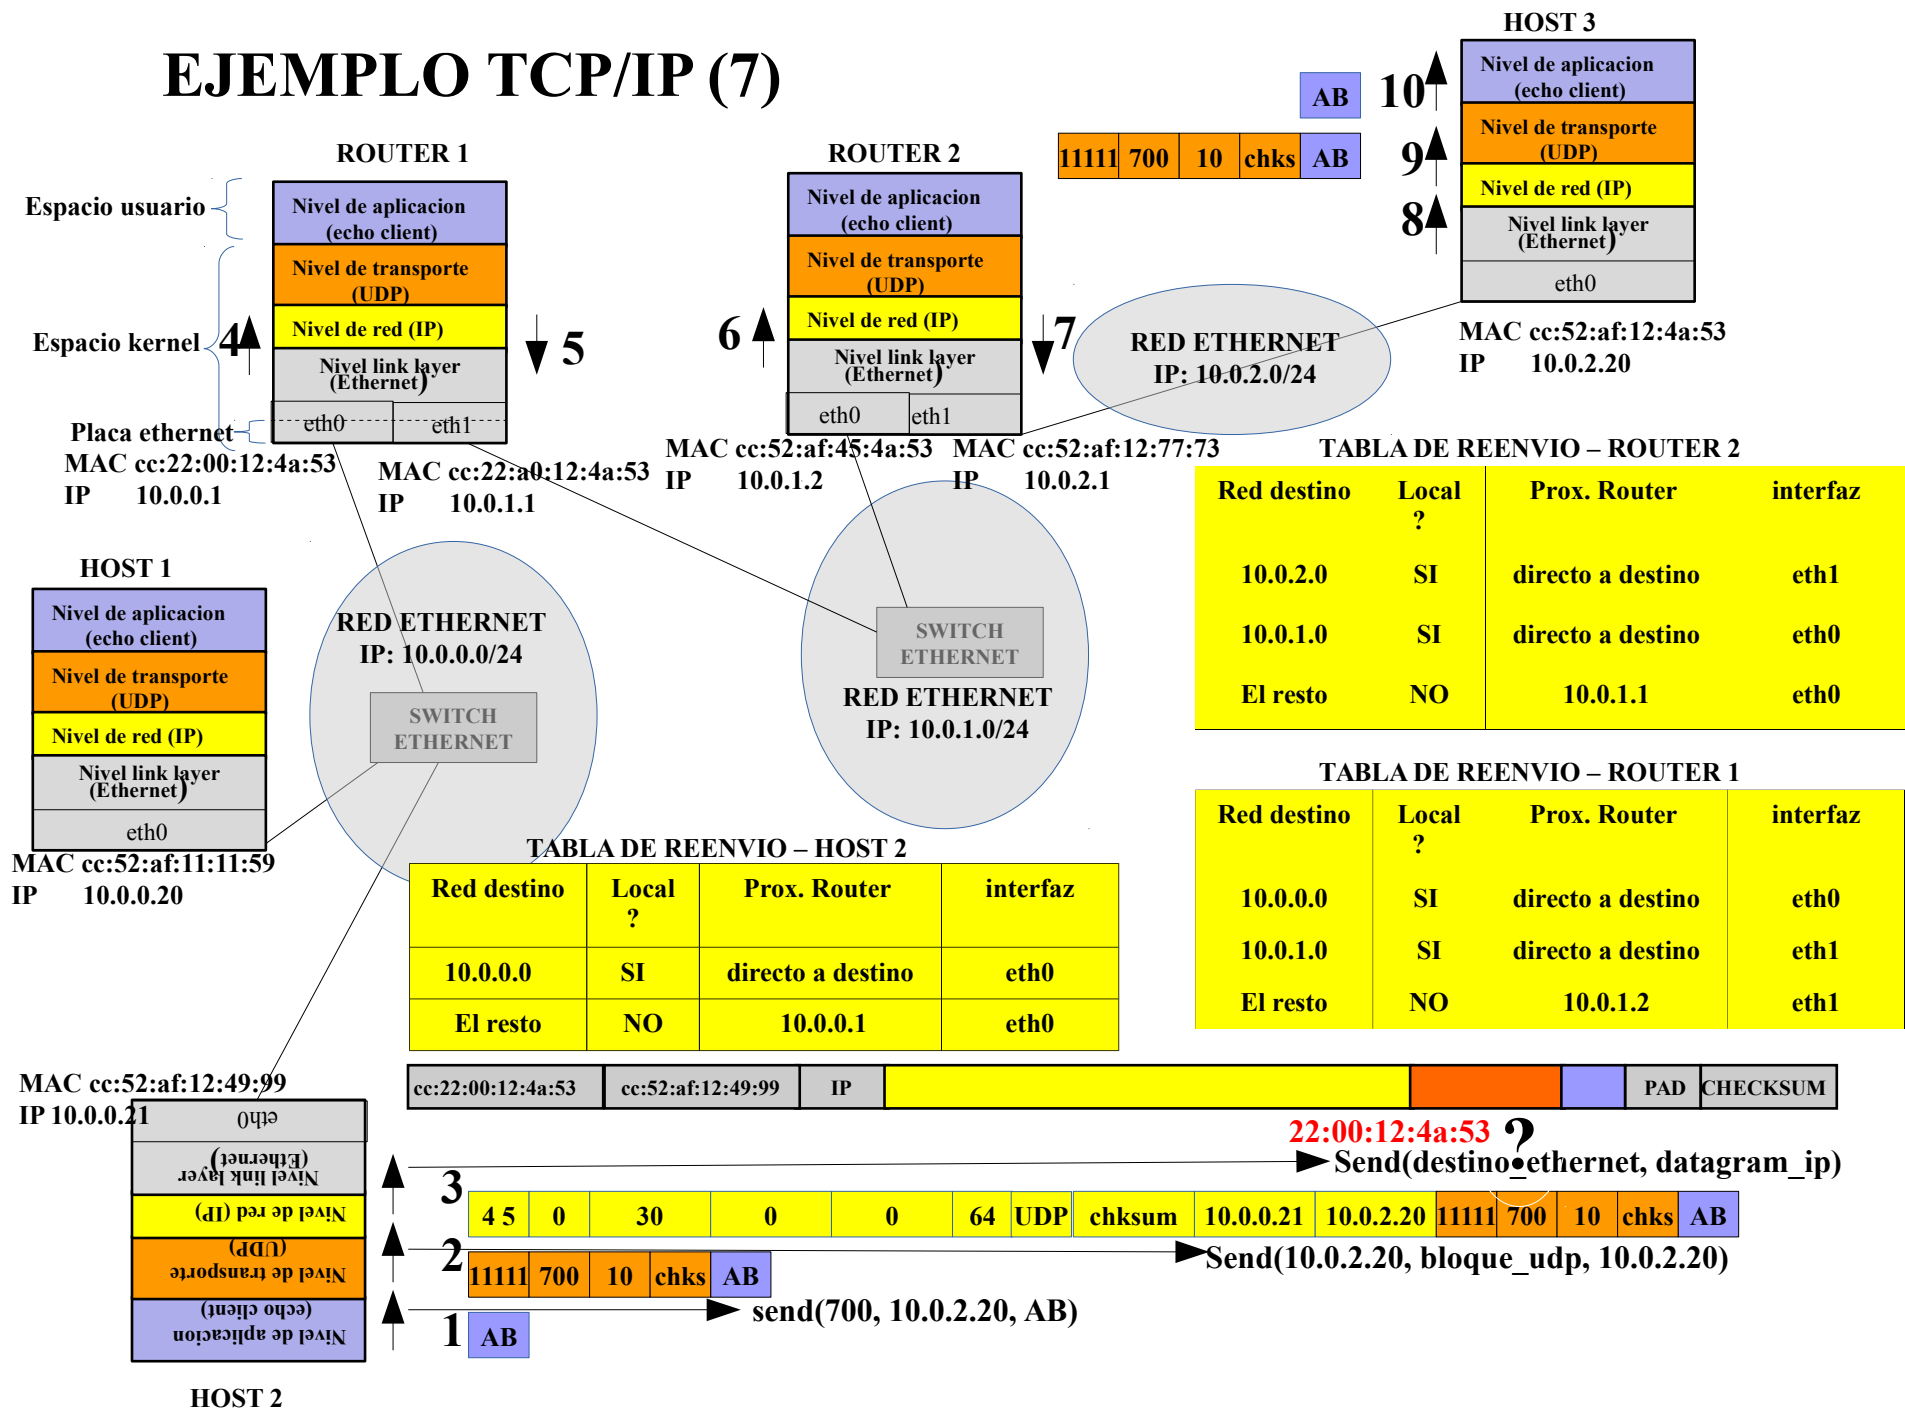 EJEMPLO TCP/IP (7)
HOST 3
Nivel de aplicacion
(echo client)
Nivel de transporte
(UDP)
Nivel de red (IP)
Nivel link layer
(Ethernet)
eth0
MAC cc:52:af:12:4a:53
IP 10.0.2.20
10
AB
9
11111 700 10 chks AB
8
ROUTER 1
Espacio usuario
Nivel de aplicacion
(echo client)
Nivel de transporte
(UDP)
Espacio kernel
4
Nivel de red (IP)
5
Nivel link layer
(Ethernet)
Placa ethernet
eth0 eth1
MAC cc:22:00:12:4a:53
IP 10.0.0.1
MAC cc:22:a0:12:4a:53
IP 10.0.1.1
ROUTER 2
Nivel de aplicacion
(echo client)
Nivel de transporte
(UDP)
6
Nivel de red (IP)
7
Nivel link layer
(Ethernet)
eth0 eth1
MAC cc:52:af:45:4a:53
IP 10.0.1.2
MAC cc:52:af:12:77:73
IP 10.0.2.1
RED ETHERNET
IP: 10.0.2.0/24
TABLA DE REENVIO – ROUTER 2
Red destino Local ? Prox. Router interfaz
10.0.2.0 SI directo a destino eth1
10.0.1.0 SI directo a destino eth0
El resto NO 10.0.1.1 eth0
HOST 1
Nivel de aplicacion
(echo client)
Nivel de transporte
(UDP)
Nivel de red (IP)
Nivel link layer
(Ethernet)
eth0
MAC cc:52:af:11:11:59
IP 10.0.0.20
RED ETHERNET
IP: 10.0.0.0/24
SWITCH
ETHERNET
SWITCH
ETHERNET
RED ETHERNET
IP: 10.0.1.0/24
TABLA DE REENVIO – ROUTER 1
Red destino Local ? Prox. Router interfaz
10.0.0.0 SI directo a destino eth0
10.0.1.0 SI directo a destino eth1
El resto NO 10.0.1.2 eth1
TABLA DE REENVIO – HOST 2
Red destino Local ? Prox. Router interfaz
10.0.0.0 SI directo a destino eth0
El resto NO 10.0.0.1 eth0
MAC cc:52:af:12:49:99
IP 10.0.0.21
cc:22:00:12:4a:53 cc:52:af:12:49:99 IP PAD CHECKSUM
22:00:12:4a:53 ?
Send(destino_ethernet, datagram_ip)
3
4 5 0 30 0 0 64 UDP chksum 10.0.0.21 10.0.2.20 11111 700 10 chks AB
Send(10.0.2.20, bloque_udp, 10.0.2.20)
2
11111 700 10 chks AB
send(700, 10.0.2.20, AB)
1
AB
eth0
Nivel link layer
(Ethernet)
Nivel de red (IP)
Nivel de transporte
(UDP)
Nivel de aplicacion
(echo client)
HOST 2